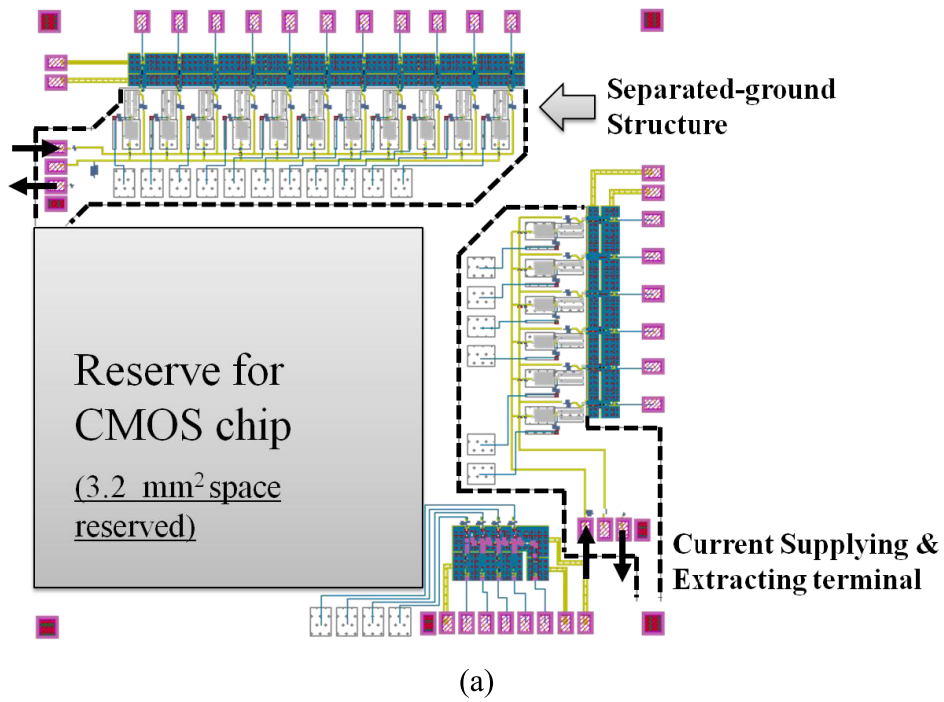 Separated-ground
Structure
Reserve for
CMOS chip
(3.2 mm² space
reserved)
Current Supplying &
Extracting terminal
(a)